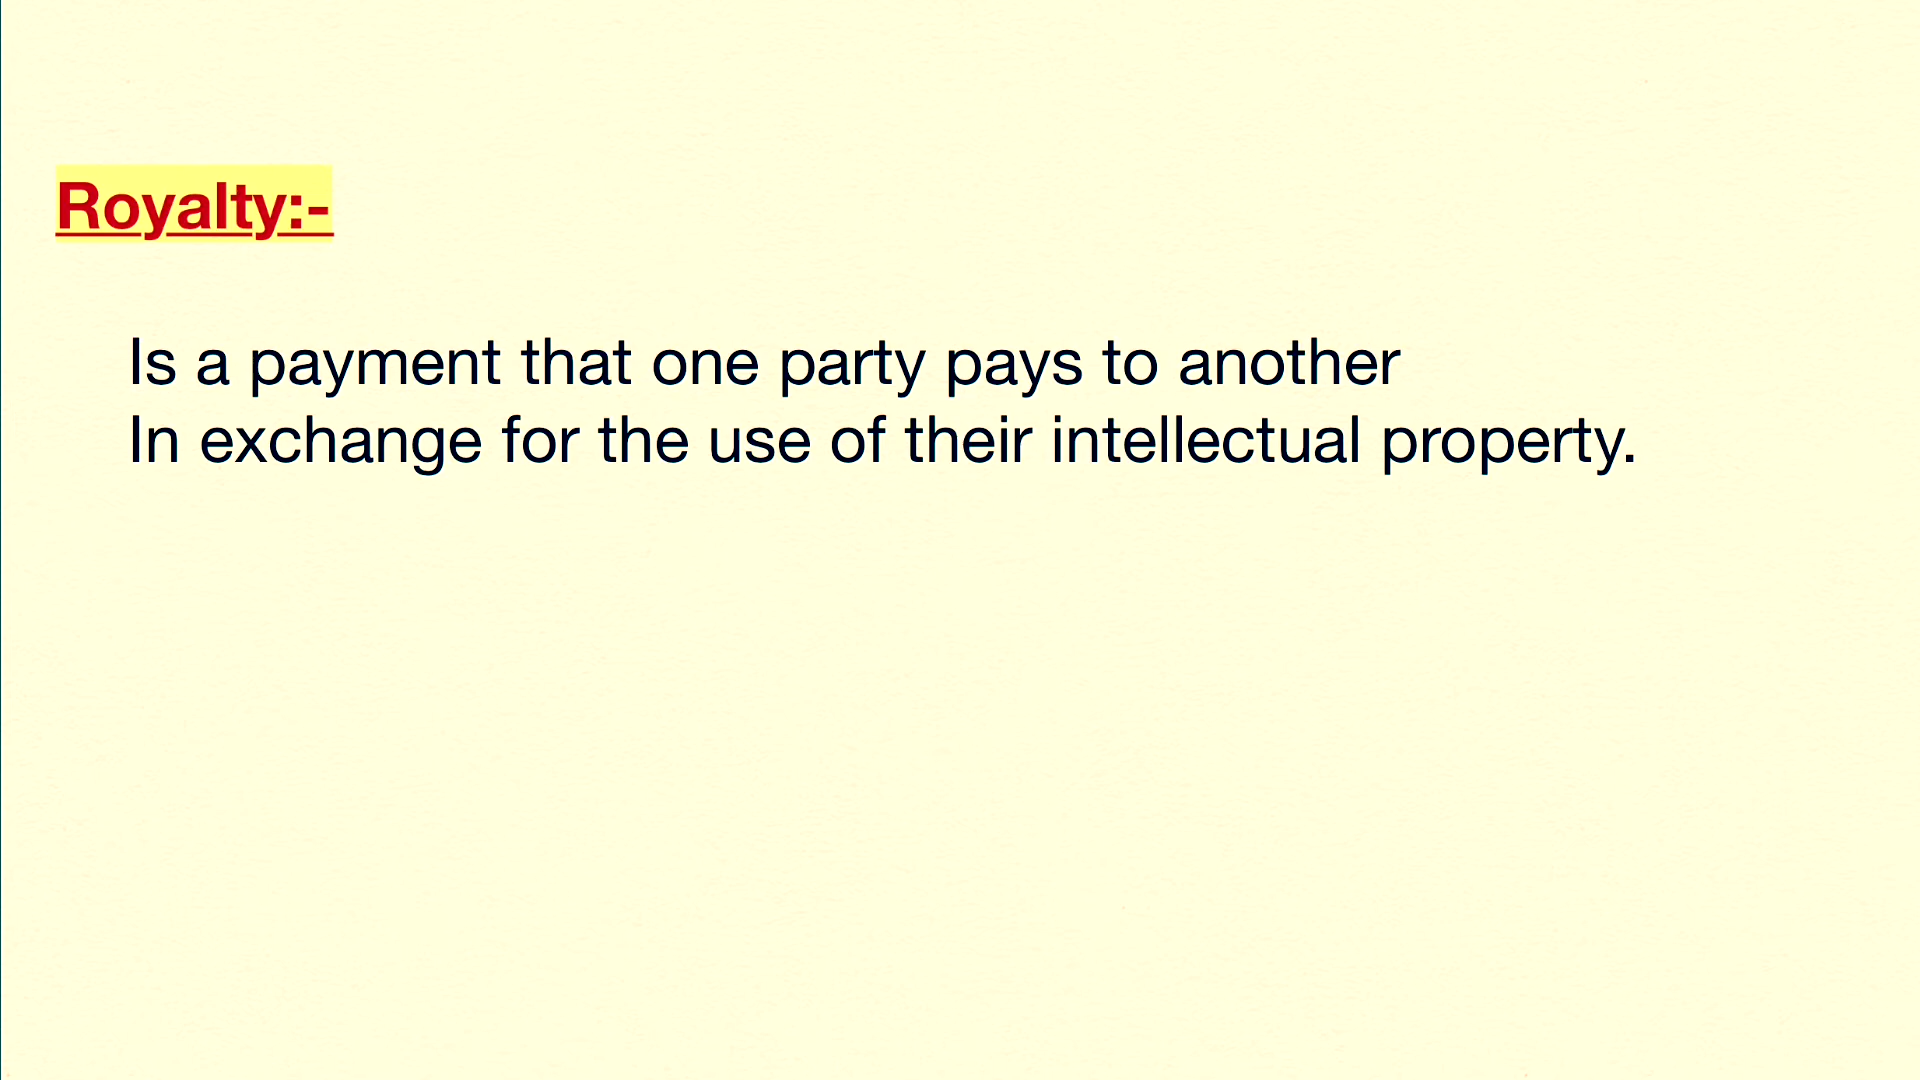 Royalty:-
Is a payment that one party pays to another
In exchange for the use of their intellectual property.